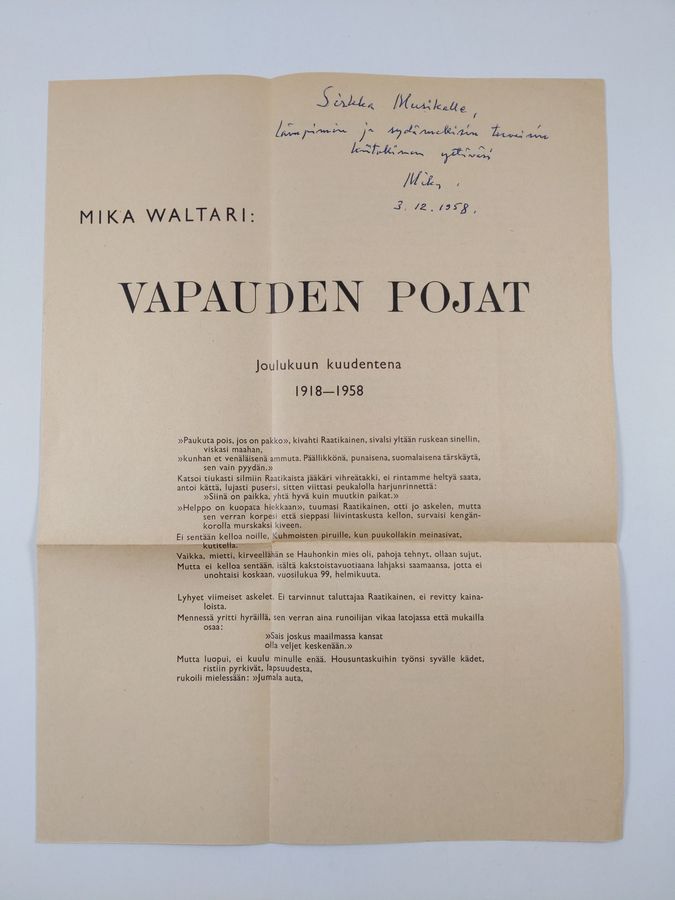 Sirkka Musikalle,
Lämpimin ja sydämellisin terveisin
kiitollinen ystäväsi
Mika.
3.12.1958.
MIKA WALTARI:
VAPAUDEN POJAT
Joulukuun kuudentena
1918—1958
»Paukuta pois, jos on pakko», kivahti Raatikainen, sivalsi yltään ruskean sinellin,
viskasi maahan,
»kunhan et venäläisenä ammuta. Päällikkönä, punaisena, suomalaisena tärskäytä,
sen vain pyydän.»
Katsoi tiukasti silmiin Raatikaista jääkäri vihreätakki, ei rintamme heltyä saata,
antoi kättä, lujasti pusersi, sitten viittasi peukalolla harjunrinnettä:
»Siinä on paikka, yhtä hyvä kuin muutkin paikat.»
»Helppo on kuopata hiekkaan», tuumasi Raatikainen, otti jo askelen, mutta
sen verran korpesi että sieppasi liivintaskusta kellon, survaisi kengän-
korolla murskaksi kiveen.
Ei sentään kelloa noille, Kuhmoisten piruille, kun puukollakin meinasivat,
kutitella.
Vaikka, mietti, kirveellähän se Hauhonkin mies oli, pahoja tehnyt, ollaan sujut.
Mutta ei kelloa sentään, isältä kakstoistavuotiaana lahjaksi saamaansa, jotta ei
unohtaisi koskaan, vuosilukua 99, helmikuuta.
Lyhyet viimeiset askelet. Ei tarvinnut taluttajaa Raatikainen, ei revitty kaina-
loista.
Mennessä yritti hyräillä, sen verran aina runoilijan vikaa latojassa että mukailla
osaa:
»Sais joskus maailmassa kansat
olla veljet keskenään.»
Mutta luopui, ei kuulu minulle enää. Housuntaskuihin työnsi syvälle kädet,
ristiin pyrkivät, lapsuudesta,
rukoili mielessään: »Jumala auta,